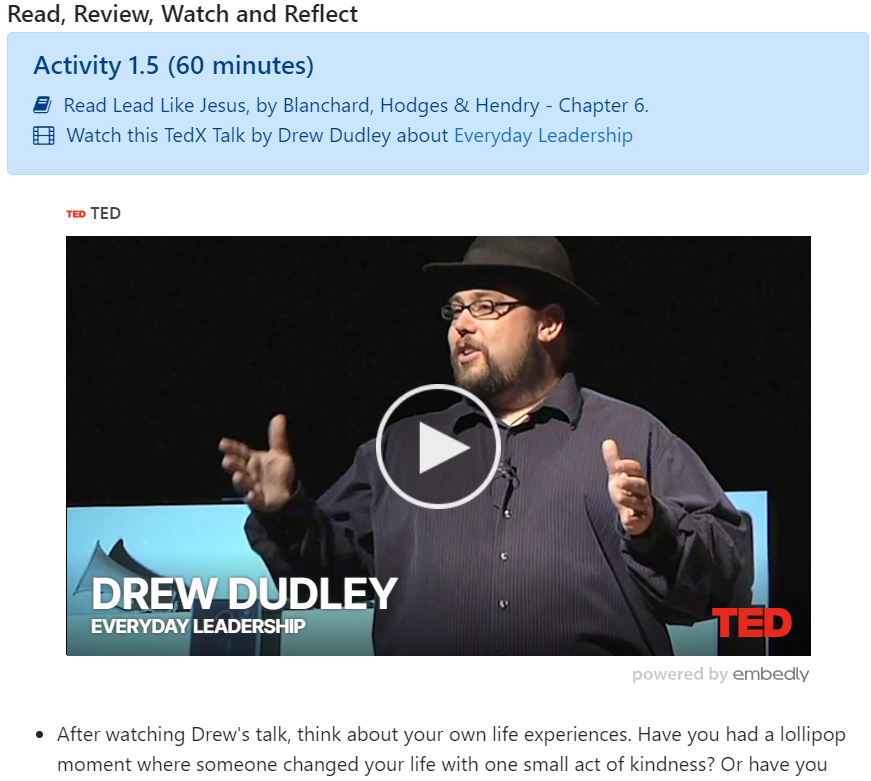 Read, Review, Watch and Reflect
Activity 1.5 (60 minutes)
Read Lead Like Jesus, by Blanchard, Hodges & Hendry - Chapter 6.
Watch this TedX Talk by Drew Dudley about Everyday Leadership
TED TED
DREW DUDLEY
EVERYDAY LEADERSHIP
TED
powered by embedly
• After watching Drew's talk, think about your own life experiences. Have you had a lollipop
moment where someone changed your life with one small act of kindness? Or have you